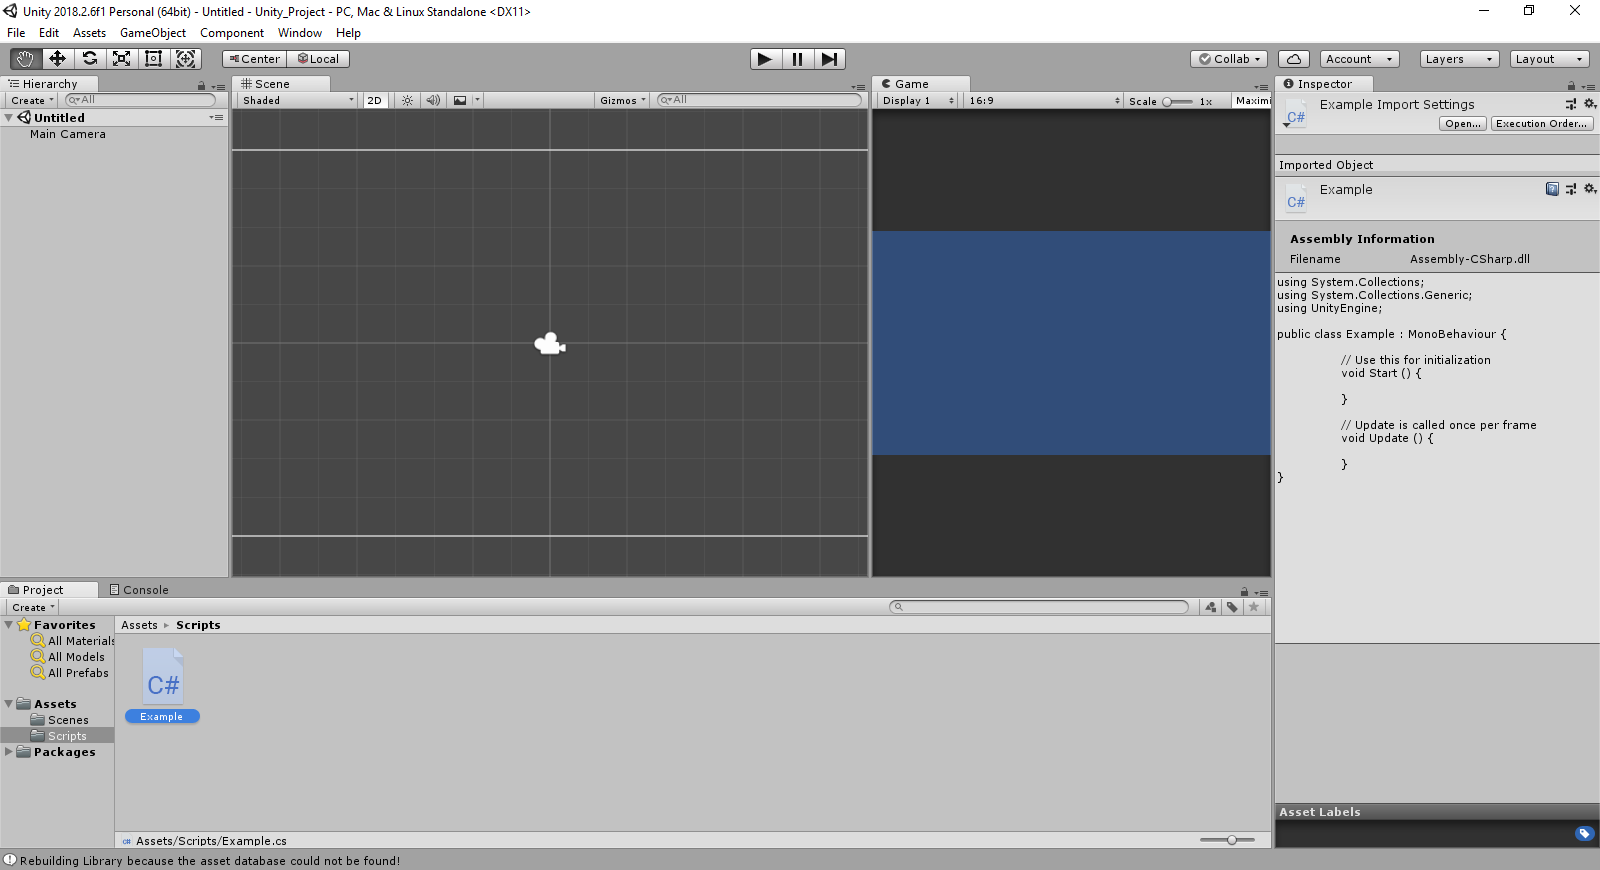 Unity 2018.2.6f1 Personal (64bit) - Untitled - Unity_Project - PC, Mac & Linux Standalone <DX11>
File Edit Assets GameObject Component Window Help
Center Local Collab Account Layers Layout
Hierarchy
Create All
Untitled
Main Camera
Scene
Shaded 2D Gizmos All
Game
Display 1 16:9 Scale 1x Maximi
Inspector
Example Import Settings
C#
Open... Execution Order...
Imported Object
Example
C#
Assembly Information
Filename Assembly-CSharp.dll
using System.Collections;
using System.Collections.Generic;
using UnityEngine;
public class Example : MonoBehaviour {
// Use this for initialization
void Start () {
}
// Update is called once per frame
void Update () {
}
}
Project Console
Create
Favorites
All Materials
All Models
All Prefabs
Assets
Scenes
Scripts
Packages
Assets Scripts
C#
Example
C# Assets/Scripts/Example.cs
Asset Labels
Rebuilding Library because the asset database could not be found!